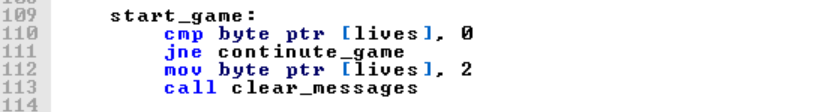 109 start_game:
110 cmp byte ptr [lives], 0
111 jne continute_game
112 mov byte ptr [lives], 2
113 call clear_messages
114